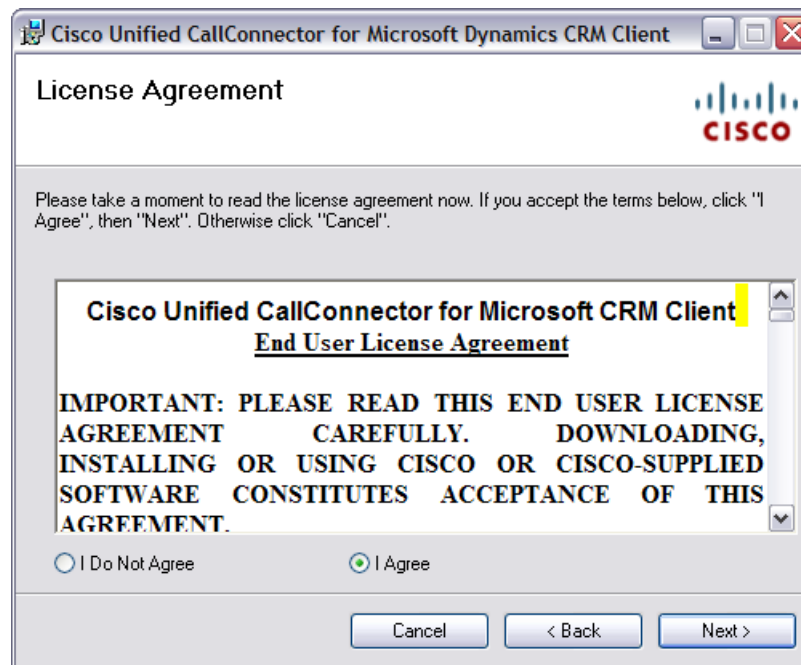 Cisco Unified CallConnector for Microsoft Dynamics CRM Client
License Agreement
CISCO
Please take a moment to read the license agreement now. If you accept the terms below, click "I
Agree", then "Next". Otherwise click "Cancel".
Cisco Unified CallConnector for Microsoft CRM Client
End User License Agreement
IMPORTANT: PLEASE READ THIS END USER LICENSE
AGREEMENT CAREFULLY. DOWNLOADING,
INSTALLING OR USING CISCO OR CISCO-SUPPLIED
SOFTWARE CONSTITUTES ACCEPTANCE OF THIS
AGREEMENT.
I Do Not Agree
I Agree
Cancel
< Back
Next >